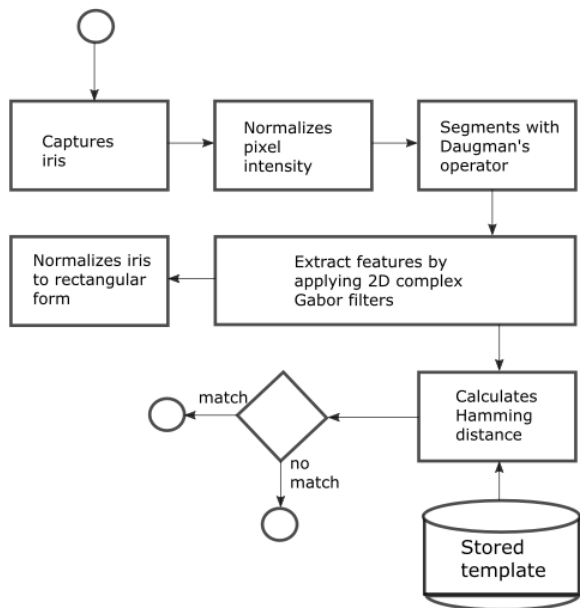 Captures
iris
Normalizes
pixel
intensity
Segments with
Daugman's
operator
Normalizes iris
to rectangular
form
Extract features by
applying 2D complex
Gabor filters
match
no
match
Calculates
Hamming
distance
Stored
template